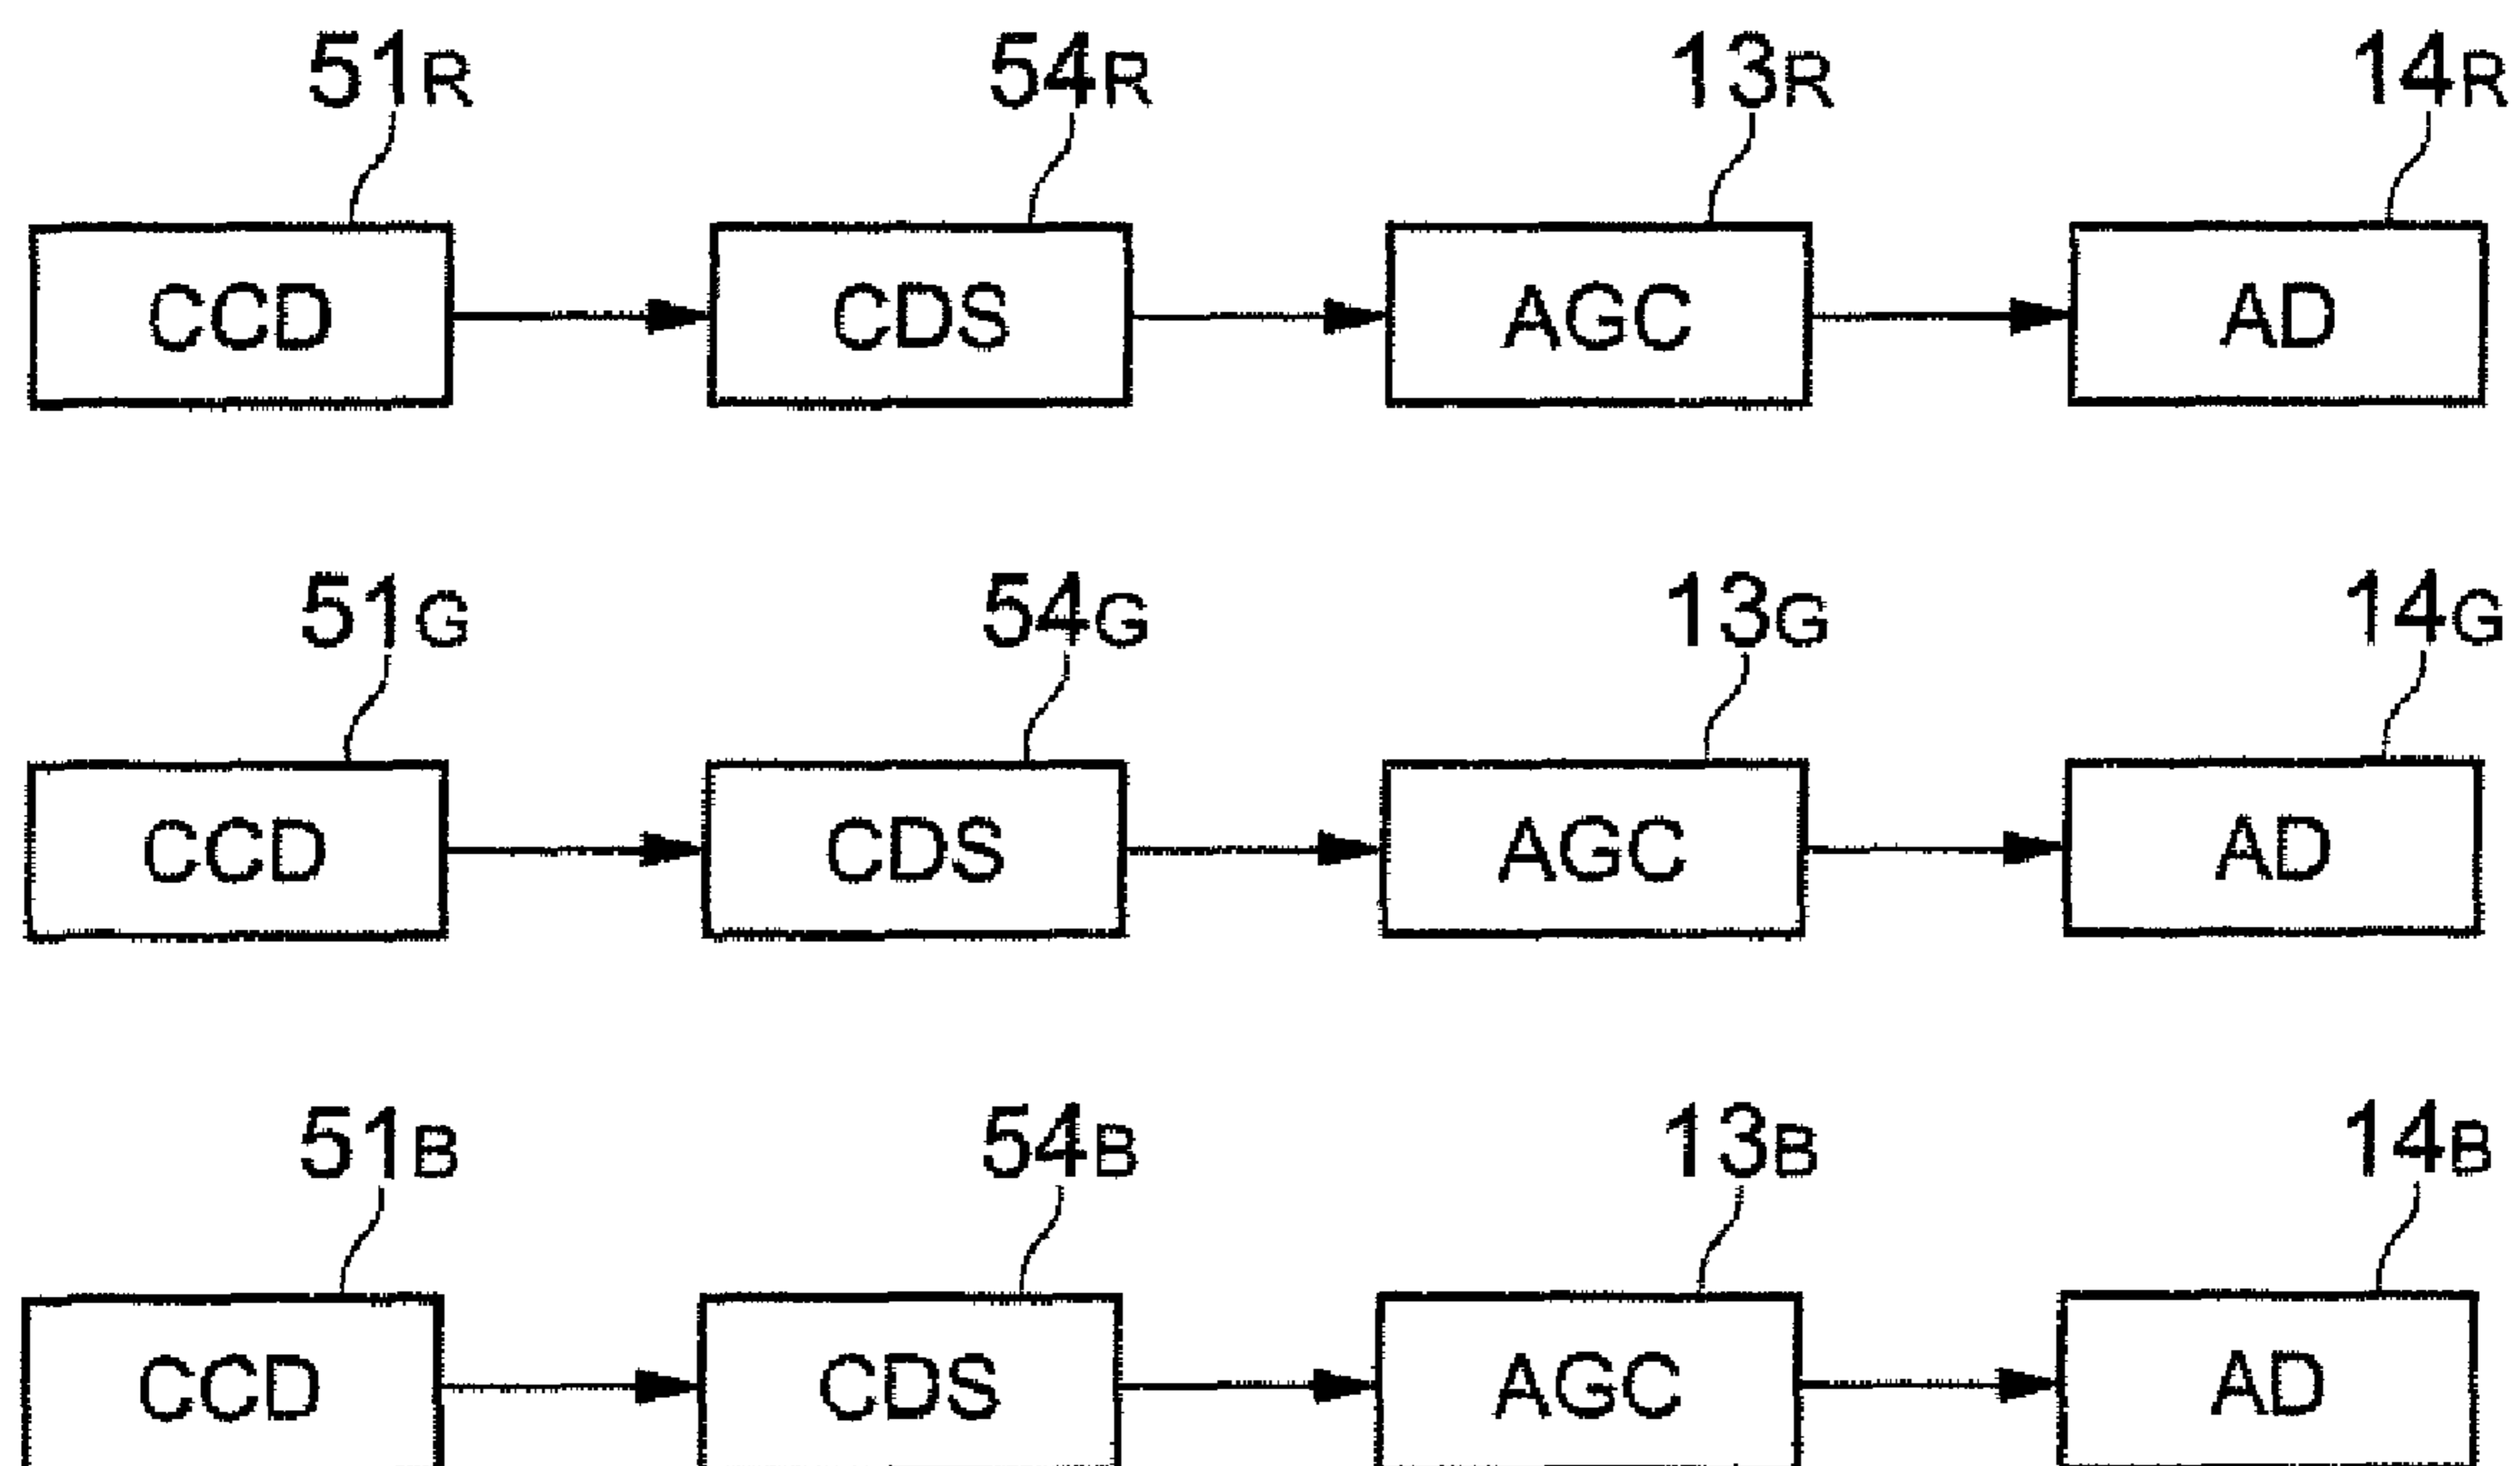 51R 54R 13R 14R
CCD CDS AGC AD
51G 54G 13G 14G
CCD CDS AGC AD
51B 54B 13B 14B
CCD CDS AGC AD